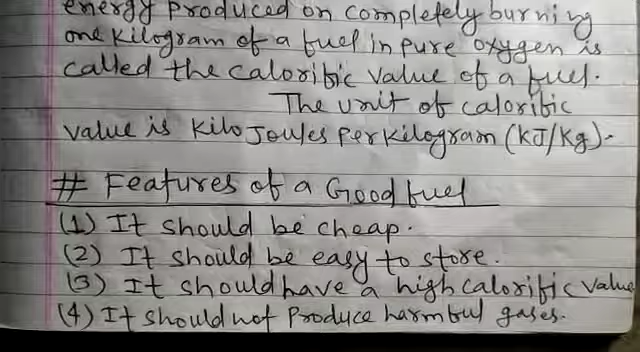 energy produced on completely burning
one kilogram of a fuel in pure oxygen is
called the calorific value of a fuel.
The unit of calorific
value is kilo Joules per kilogram (kJ/kg).
# Features of a Good fuel
(1) It should be cheap.
(2) It should be easy to store.
(3) It should have a high calorific value
(4) It should not produce harmful gases.